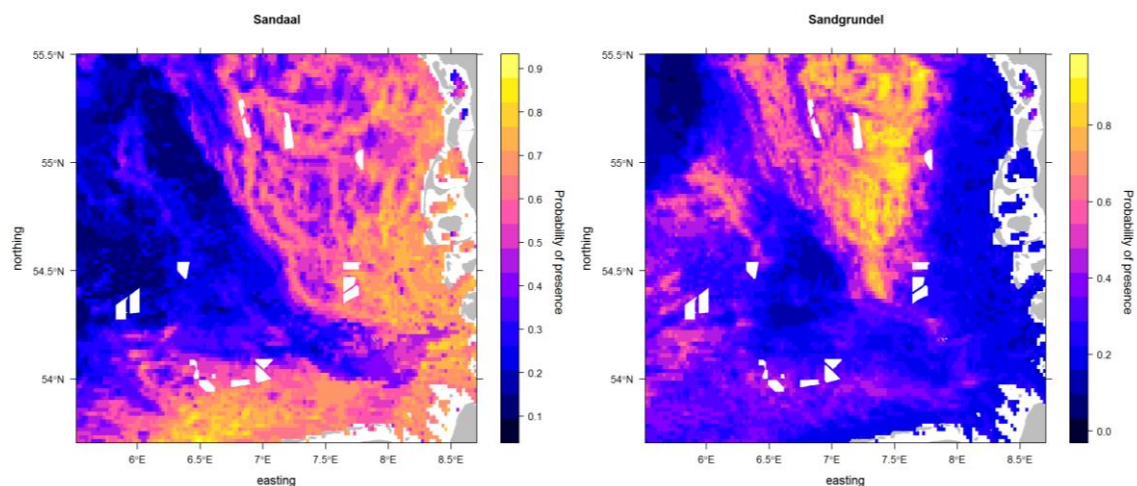 Sandaal
55.5°N
55°N
54.5°N
54°N
northing
6°E
6.5°E
7°E
7.5°E
8°E
8.5°E
easting
0.9
0.8
0.7
0.6
0.5
0.4
0.3
0.2
0.1
Probability of presence
Sandgrundel
55.5°N
55°N
54.5°N
54°N
northing
6°E
6.5°E
7°E
7.5°E
8°E
8.5°E
easting
0.8
0.6
0.4
0.2
0.0
Probability of presence